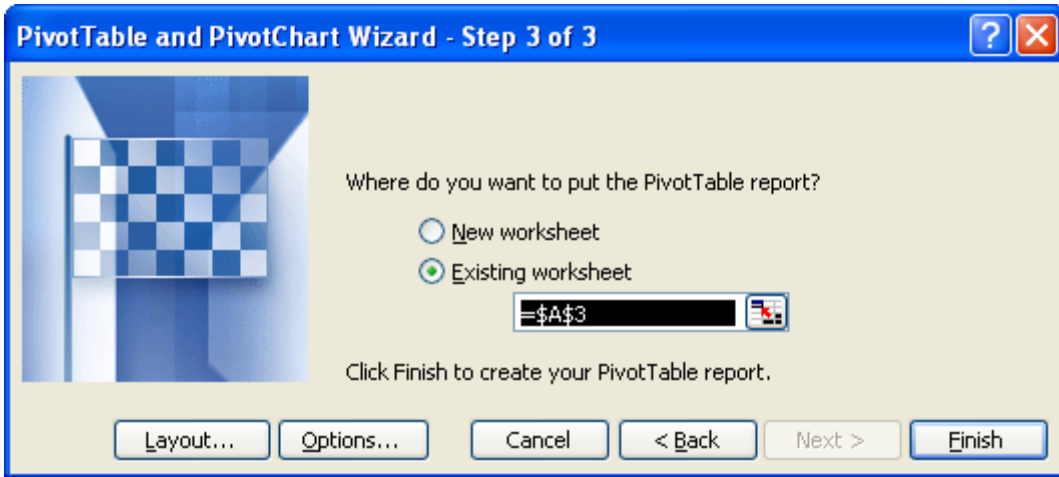 PivotTable and PivotChart Wizard - Step 3 of 3
Where do you want to put the PivotTable report?
New worksheet
Existing worksheet
=$A$3
Click Finish to create your PivotTable report.
Layout... Options... Cancel < Back Next > Finish